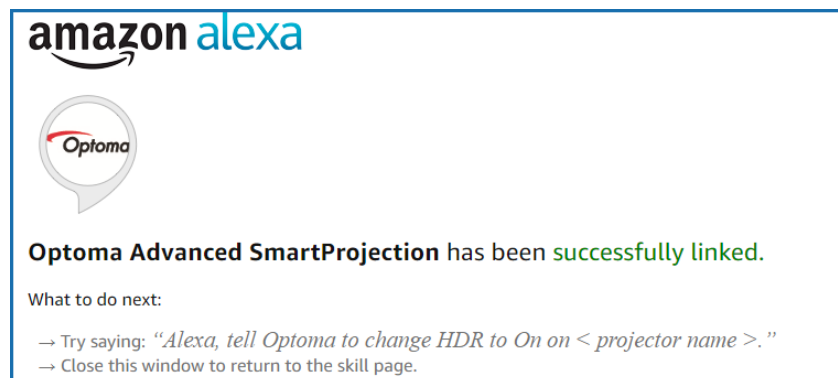 amazon alexa
Optoma
Optoma Advanced SmartProjection has been successfully linked.
What to do next:
→ Try saying: “Alexa, tell Optoma to change HDR to On on < projector name >.”
→ Close this window to return to the skill page.